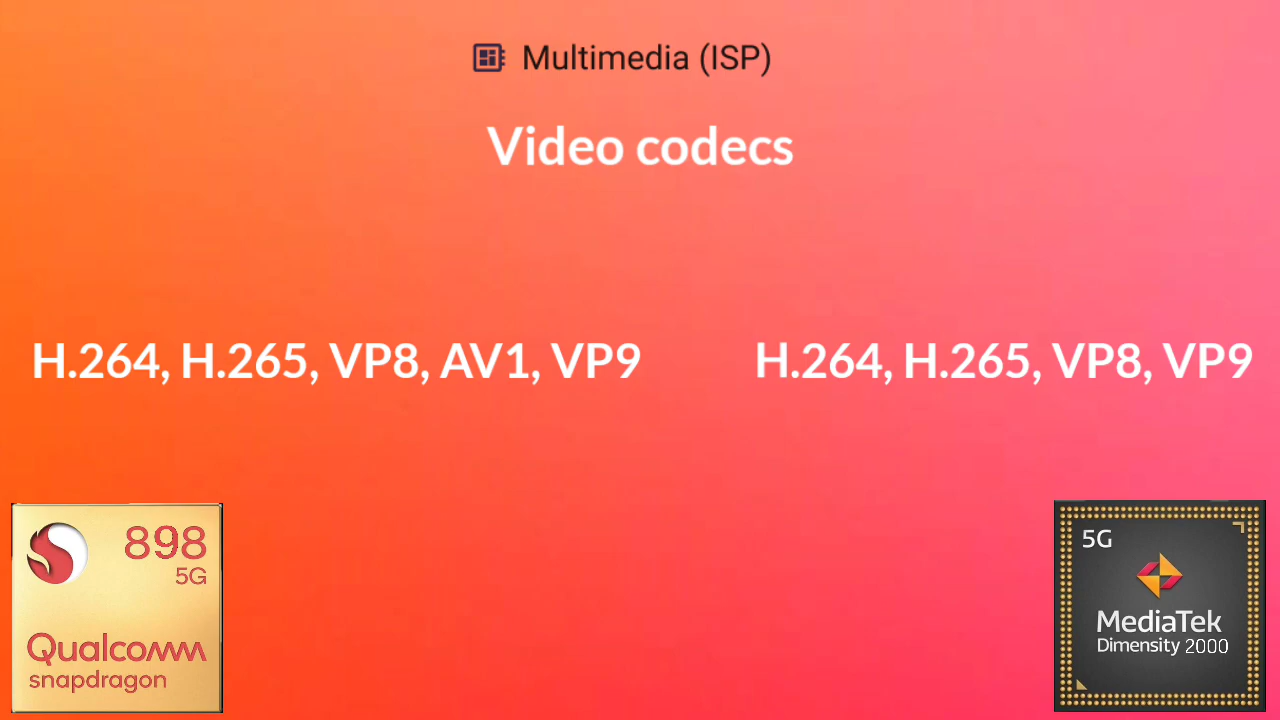 Multimedia (ISP)
Video codecs
H.264, H.265, VP8, AV1, VP9
H.264, H.265, VP8, VP9
898
5G
Qualcomm
snapdragon
5G
MediaTek
Dimensity 2000